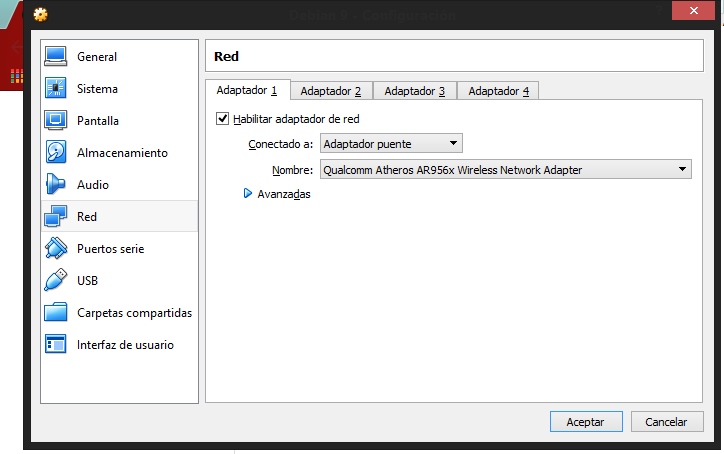 General
Sistema
Pantalla
Almacenamiento
Audio
Red
Puertos serie
USB
Carpetas compartidas
Interfaz de usuario
Red
Adaptador 1 Adaptador 2 Adaptador 3 Adaptador 4
Habilitar adaptador de red
Conectado a: Adaptador puente
Nombre: Qualcomm Atheros AR956x Wireless Network Adapter
Avanzadas
Aceptar Cancelar